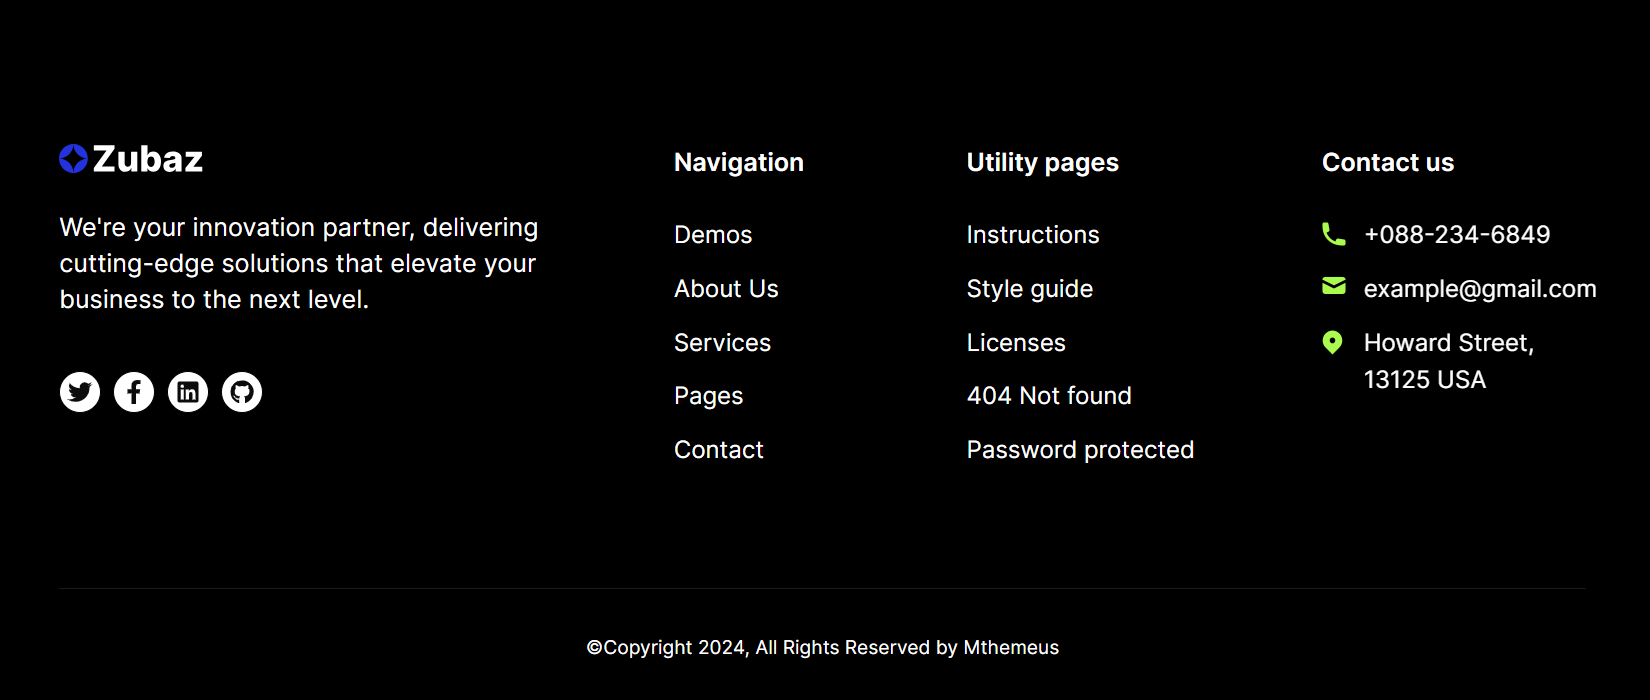 Zubaz
We're your innovation partner, delivering
cutting-edge solutions that elevate your
business to the next level.
Navigation
Demos
About Us
Services
Pages
Contact
Utility pages
Instructions
Style guide
Licenses
404 Not found
Password protected
Contact us
+088-234-6849
example@gmail.com
Howard Street,
13125 USA
©Copyright 2024, All Rights Reserved by Mthemeus